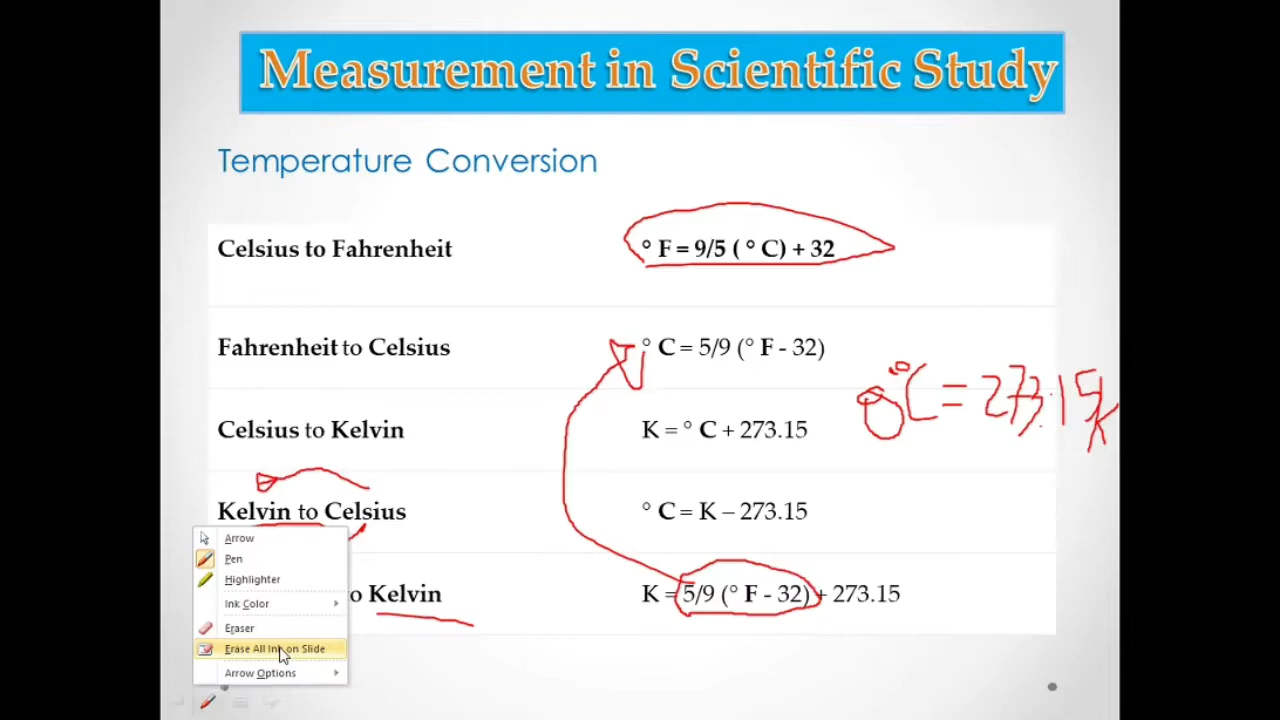 Measurement in Scientific Study
Temperature Conversion
Celsius to Fahrenheit ° F = 9/5 ( ° C) + 32
Fahrenheit to Celsius ° C = 5/9 (° F - 32)
0°C = 273.15K
Celsius to Kelvin K = ° C + 273.15
Kelvin to Celsius ° C = K – 273.15
to Kelvin K = 5/9 (° F - 32) + 273.15
Arrow
Pen
Highlighter
Ink Color
Eraser
Erase All Ink on Slide
Arrow Options